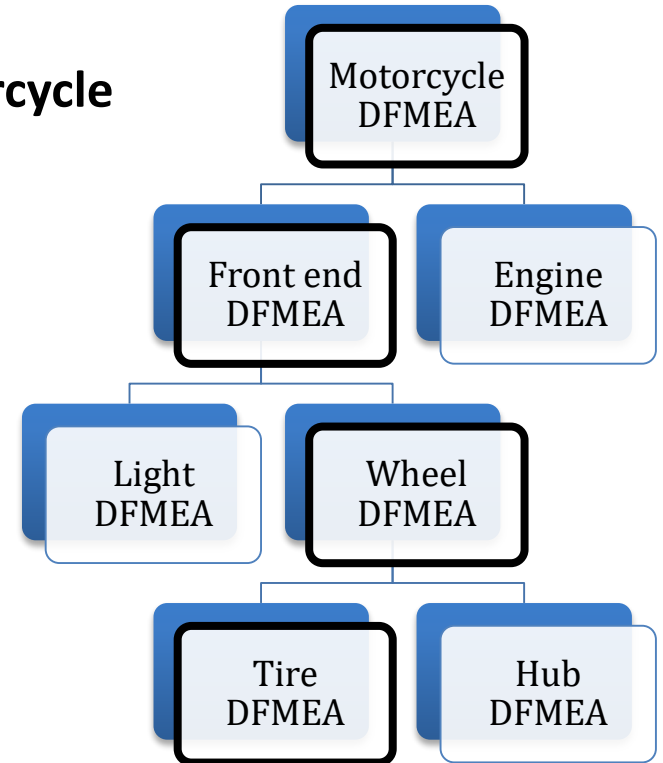 rcycle
Motorcycle
DFMEA
Front end
DFMEA
Engine
DFMEA
Light
DFMEA
Wheel
DFMEA
Tire
DFMEA
Hub
DFMEA